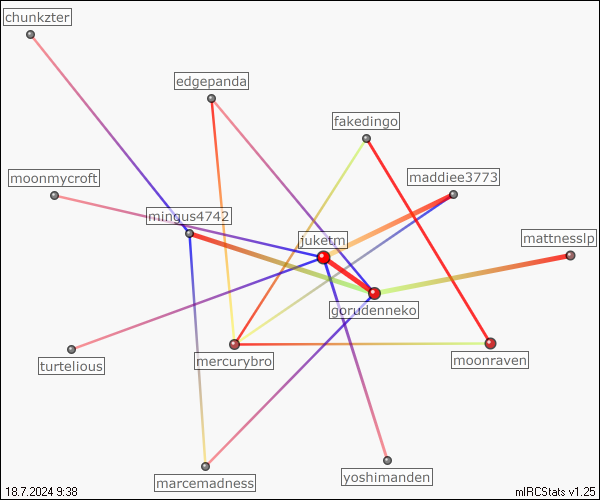 chunkzter
edgepanda
fakedingo
moonmycroft
maddiee3773
mingus4742
juketm
mattnesslp
gorudenneko
mercurybro
moonraven
turtelious
marcemadness
yoshimanden
18.7.2024 9:38
mIRCStats v1.25